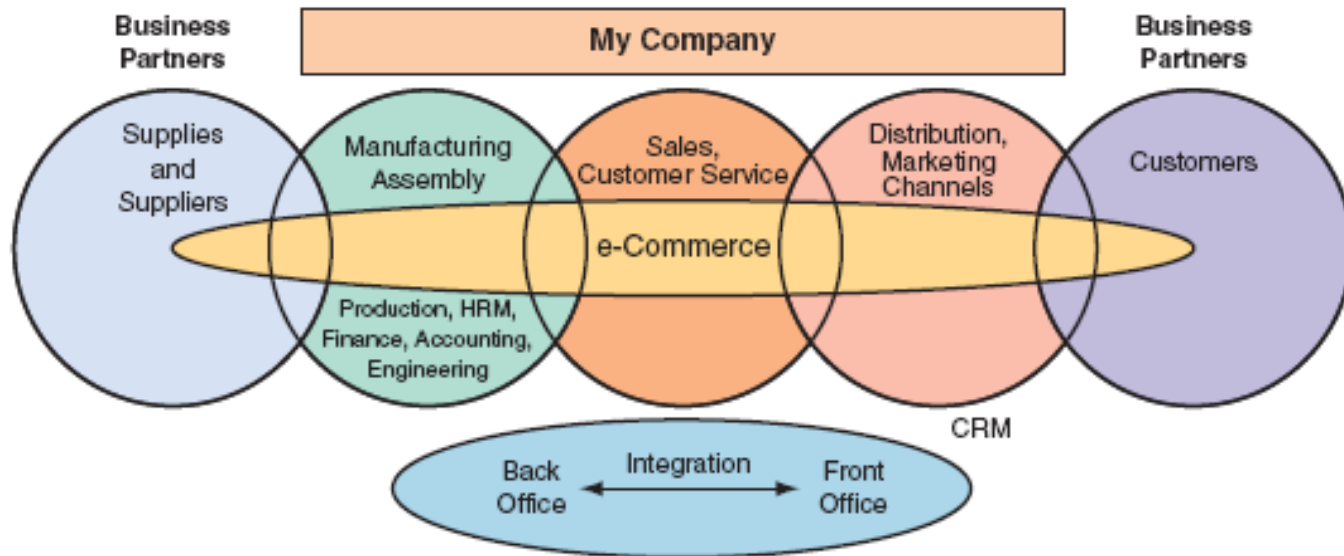 Business
Partners
My Company
Business
Partners
Supplies
and
Suppliers
Manufacturing
Assembly
Sales,
Customer Service
Distribution,
Marketing
Channels
Customers
e-Commerce
Production, HRM,
Finance, Accounting,
Engineering
CRM
Back
Office
Integration
Front
Office